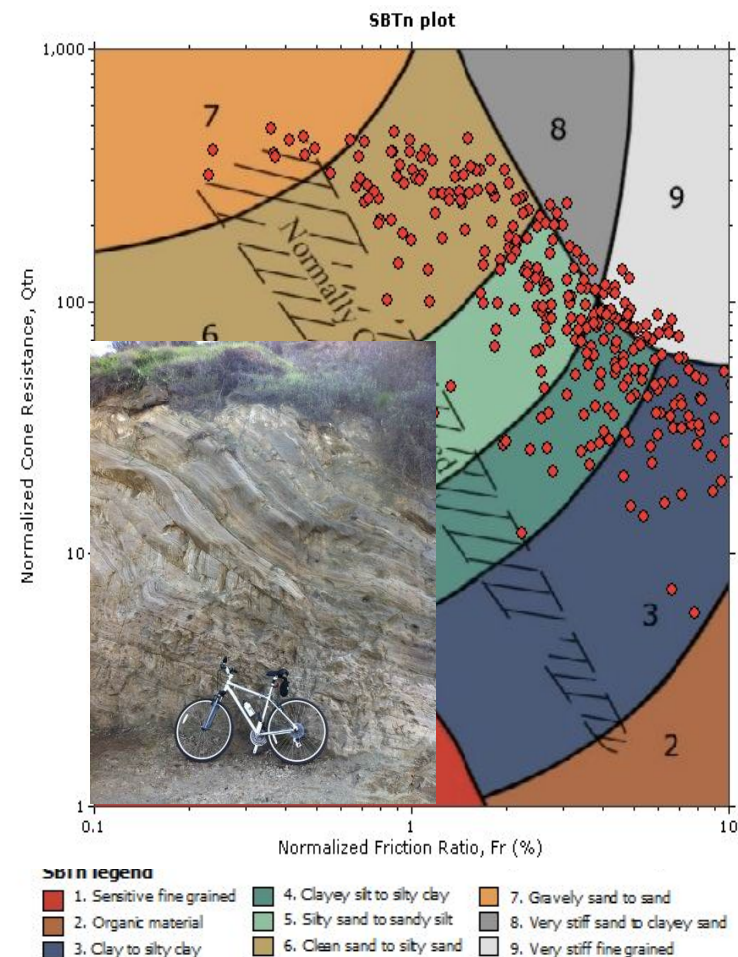 SBTn plot
1,000
100
10
1
Normalized Cone Resistance, Qtn
7
8
9
6
Normally
3
2
0.1
1
10
Normalized Friction Ratio, Fr (%)
SBTn legend
1. Sensitive fine grained
2. Organic material
3. Clay to silty clay
4. Clayey silt to silty clay
5. Silty sand to sandy silt
6. Clean sand to silty sand
7. Gravely sand to sand
8. Very stiff sand to clayey sand
9. Very stiff fine grained